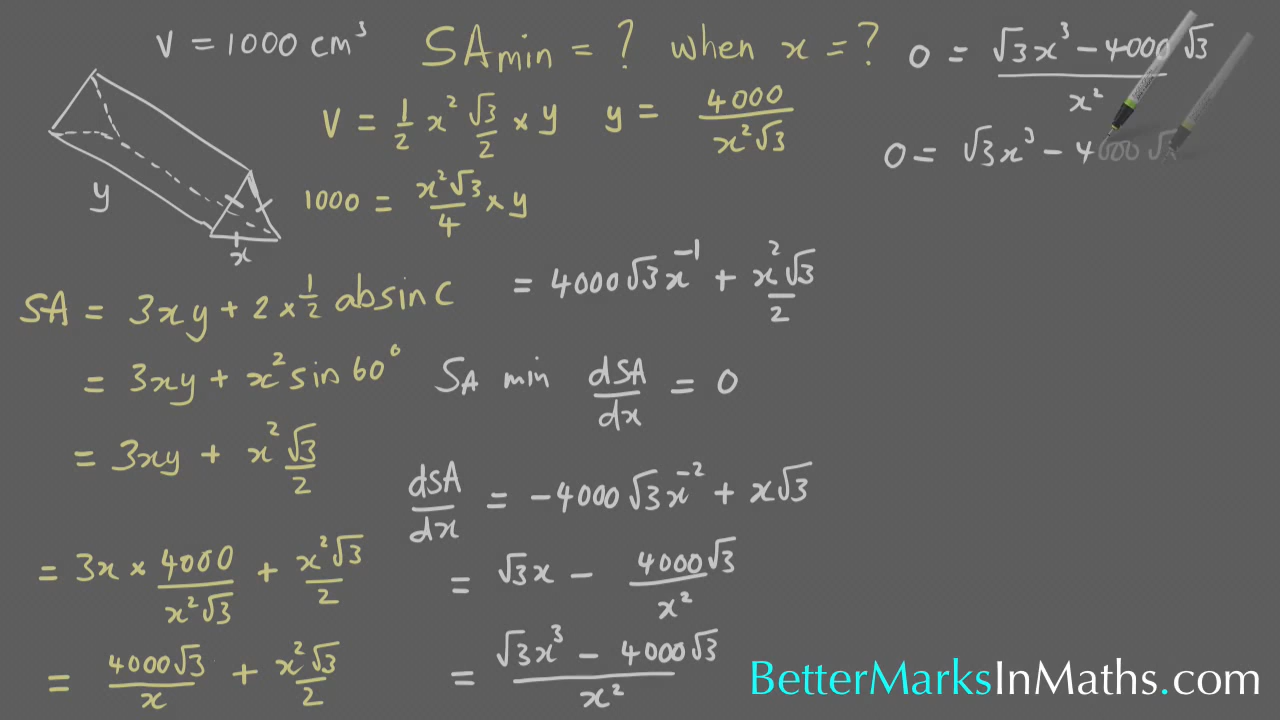 V = 1000 cm³
SAmin = ? when x = ?
V = 1/2 x² √3/2 × y
y = 4000/(x²√3)
1000 = x²√3/4 × y
y
x
SA = 3xy + 2 × 1/2 absinC
= 3xy + x² sin 60°
= 3xy + x² √3/2
= 3x × 4000/(x²√3) + x²√3/2
= 4000√3/x + x²√3/2
= 4000√3x⁻¹ + x²√3/2
SA min dSA/dx = 0
dSA/dx = -4000√3x⁻² + x√3
= √3x - 4000√3/x²
= (√3x³ - 4000√3)/x²
0 = (√3x³ - 4000√3)/x²
0 = √3x³ - 4000√3
BetterMarksInMaths.com